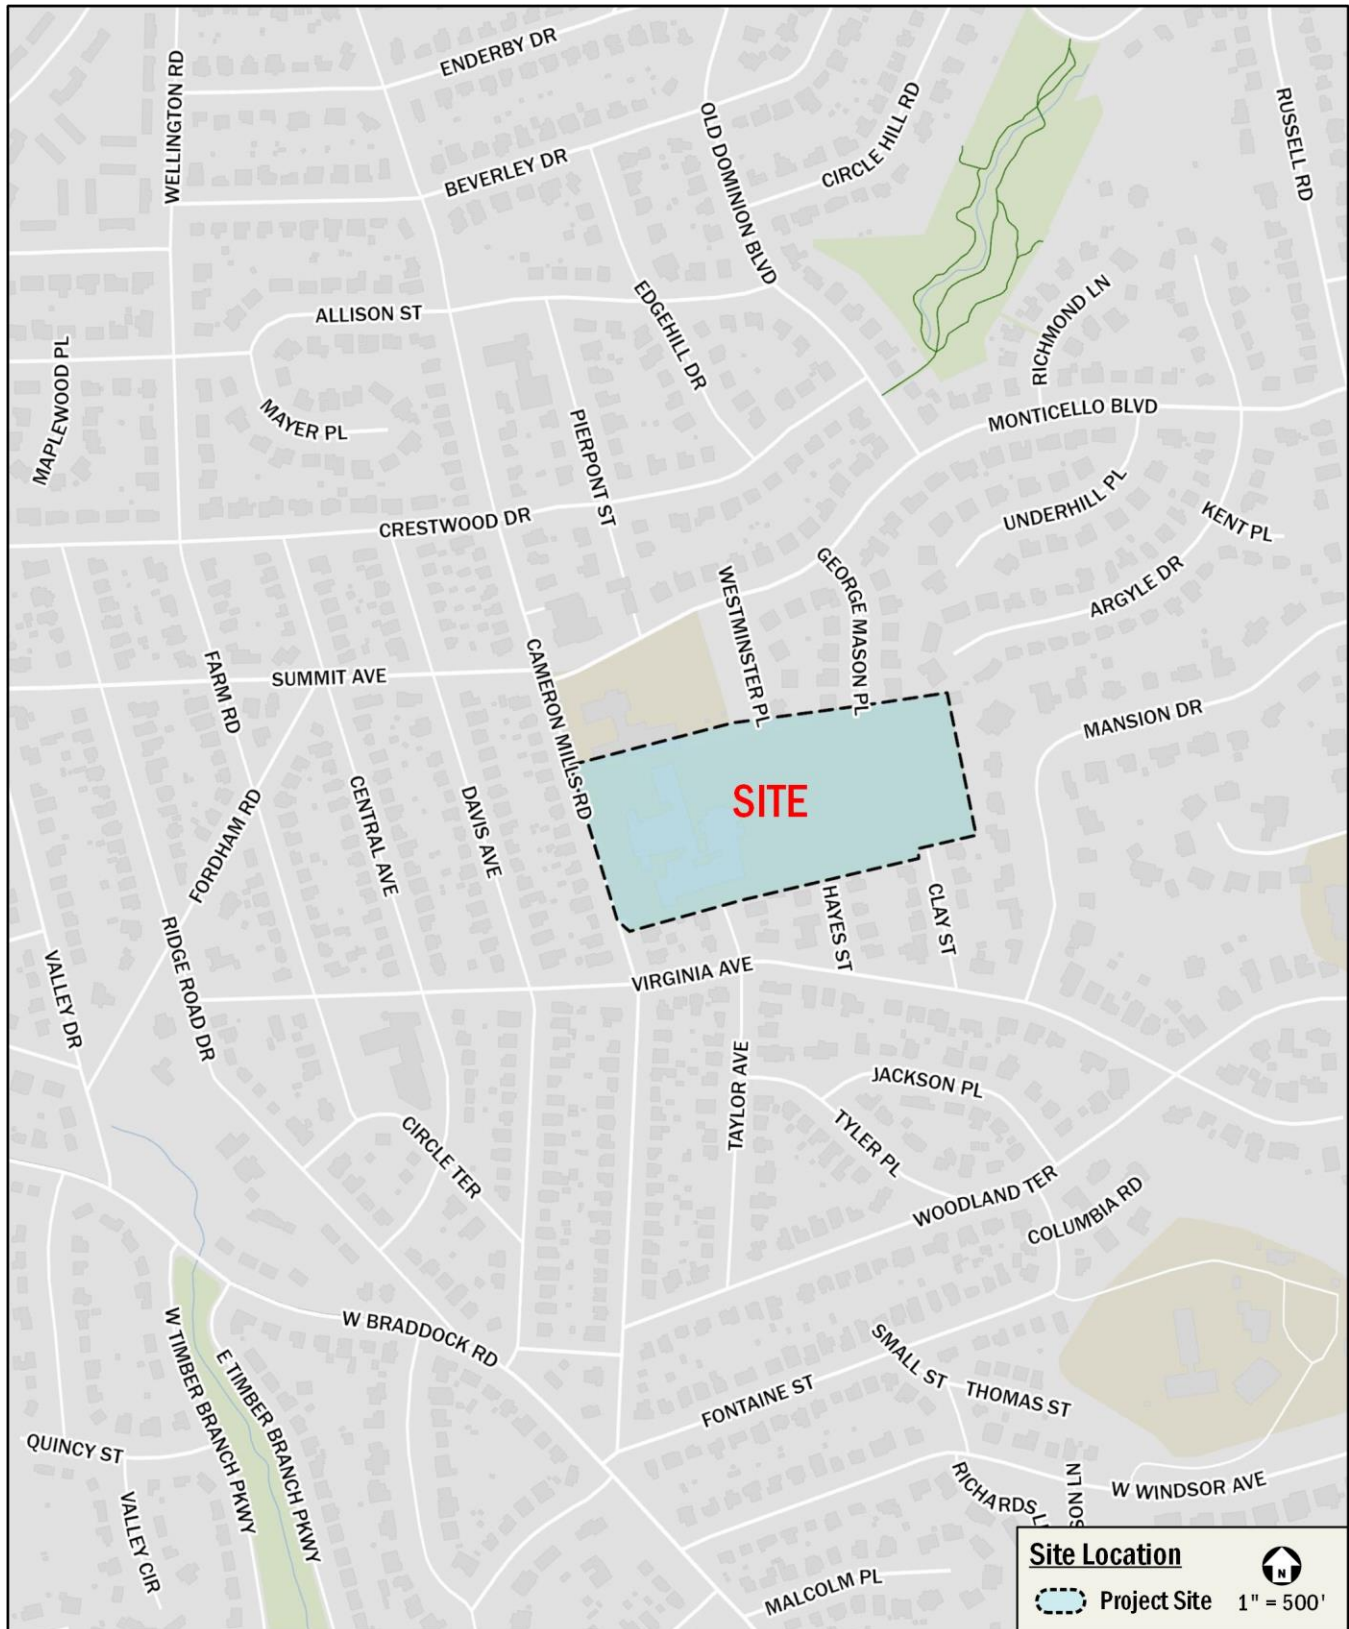 ENDERBY DR
WELLINGTON RD
RUSSELL RD
OLD DOMINION BLVD
CIRCLE HILL RD
BEVERLEY DR
EDGEHILL DR
ALLISON ST
RICHMOND LN
MAPLEWOOD PL
MAYER PL
PIERPONT ST
MONTICELLO BLVD
UNDERHILL PL
KENT PL
CRESTWOOD DR
GEORGE MASON PL
WESTMINSTER PL
ARGYLE DR
CAMERON MILLS RD
FARM RD
SUMMIT AVE
MANSION DR
SITE
FORDHAM RD
CENTRAL AVE
DAVIS AVE
HAYES ST
CLAY ST
RIDGE ROAD DR
VALLEY DR
VIRGINIA AVE
TAYLOR AVE
JACKSON PL
TYLER PL
CIRCLE TER
WOODLAND TER
COLUMBIA RD
W BRADDOCK RD
W TIMBER BRANCH PKWY
E TIMBER BRANCH PKWY
SMALL ST
THOMAS ST
FONTAINE ST
QUINCY ST
VALLEY CIR
W WINDSOR AVE
SON LN
MALCOLM PL
Site Location
N
Project Site
1" = 500'